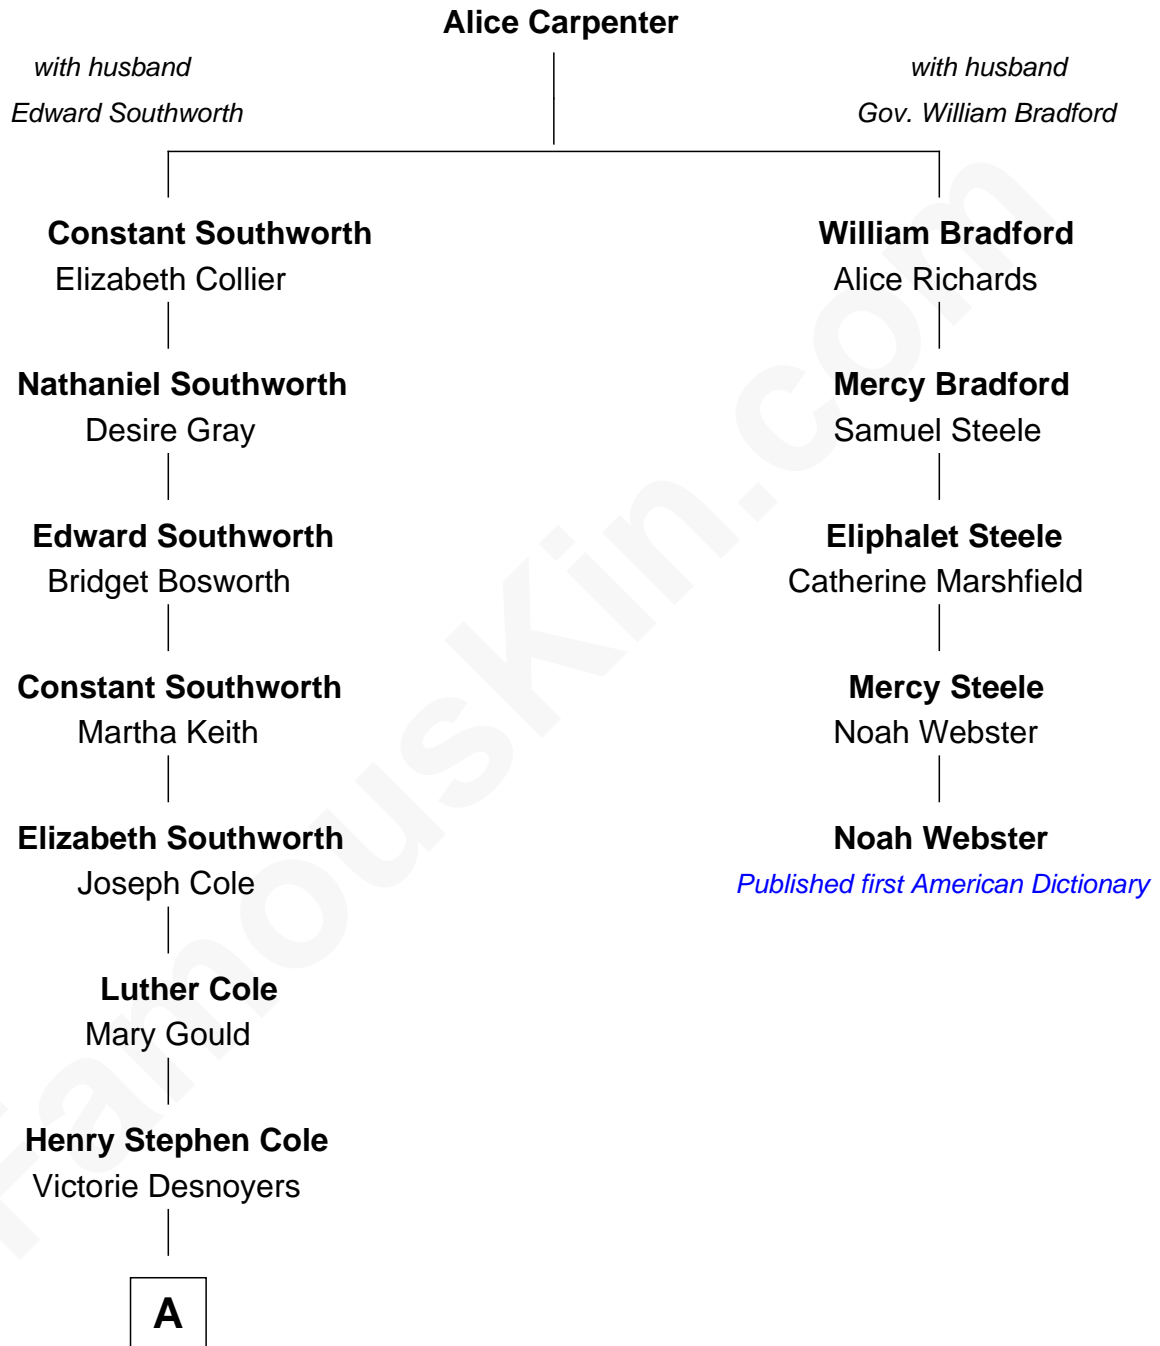 Alice Carpenter
with husband
Edward Southworth
with husband
Gov. William Bradford
Constant Southworth
Elizabeth Collier
Nathaniel Southworth
Desire Gray
Edward Southworth
Bridget Bosworth
Constant Southworth
Martha Keith
Elizabeth Southworth
Joseph Cole
Luther Cole
Mary Gould
Henry Stephen Cole
Victorie Desnoyers
A
William Bradford
Alice Richards
Mercy Bradford
Samuel Steele
Eliphalet Steele
Catherine Marshfield
Mercy Steele
Noah Webster
Noah Webster
Published first American Dictionary
FamousKin.com